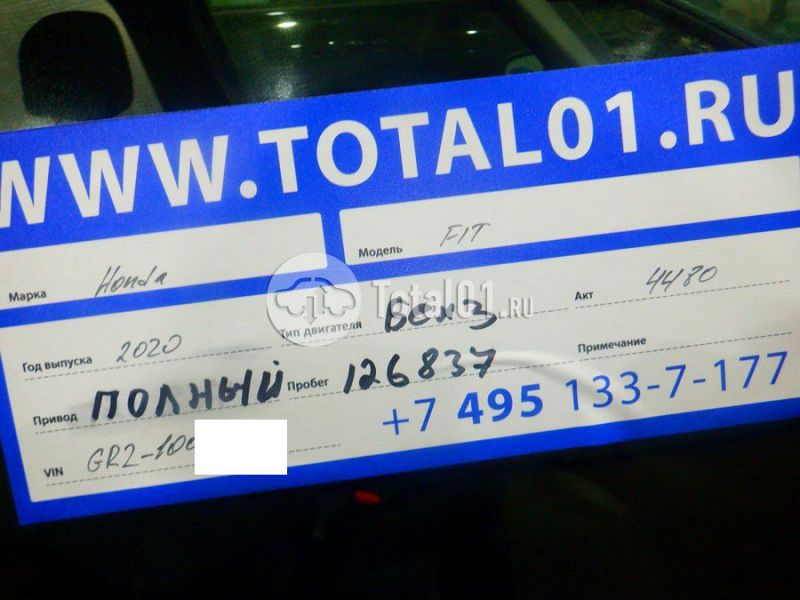 WWW.TOTAL01.RU
Марка Honda
Модель FIT
Год выпуска 2020
Тип двигателя Бенз
Акт 4480
Total01.RU
Привод ПОЛНЫЙ
Пробег 126837
Примечание
+7 495 133-7-177
VIN GR2-100